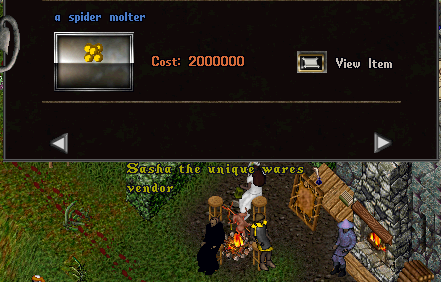 a spider molter
Cost: 2000000
View Item
Sasha the unique wares
vendor